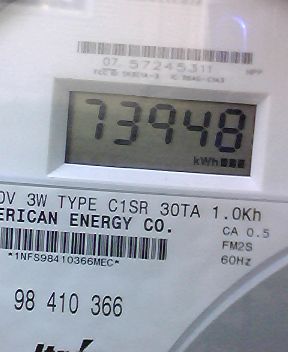 07 57245311
73948
kWh
0V 3W TYPE C1SR 30TA 1.0Kh
ERICAN ENERGY CO.
CA 0.5
FM2S
*1NFS98410366MEC*
60Hz
98 410 366